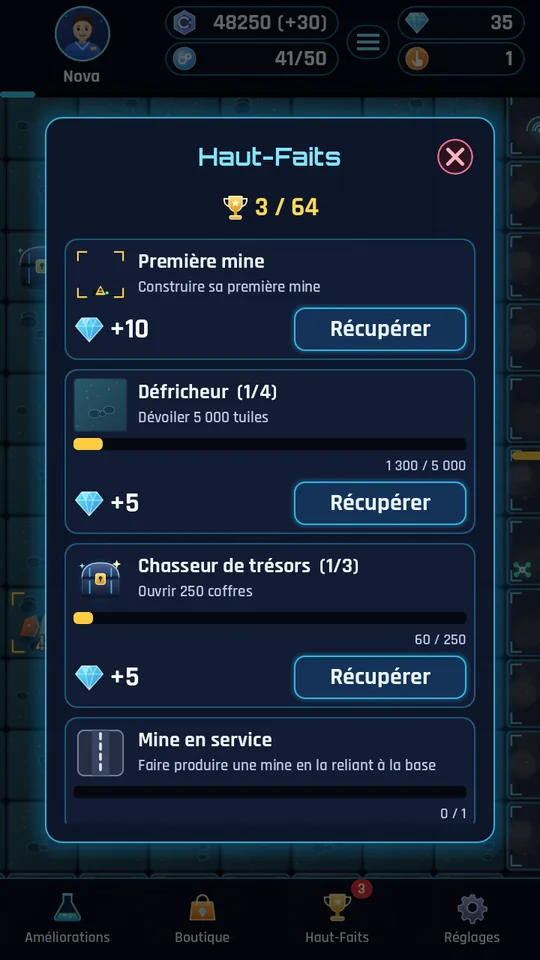 48250 (+30)
35
41/50
1
Nova
Haut-Faits
3 / 64
Première mine
Construire sa première mine
+10
Récupérer
Défricheur (1/4)
Dévoiler 5 000 tuiles
1 300 / 5 000
+5
Récupérer
Chasseur de trésors (1/3)
Ouvrir 250 coffres
60 / 250
+5
Récupérer
Mine en service
Faire produire une mine en la reliant à la base
0 / 1
3
Améliorations
Boutique
Haut-Faits
Réglages